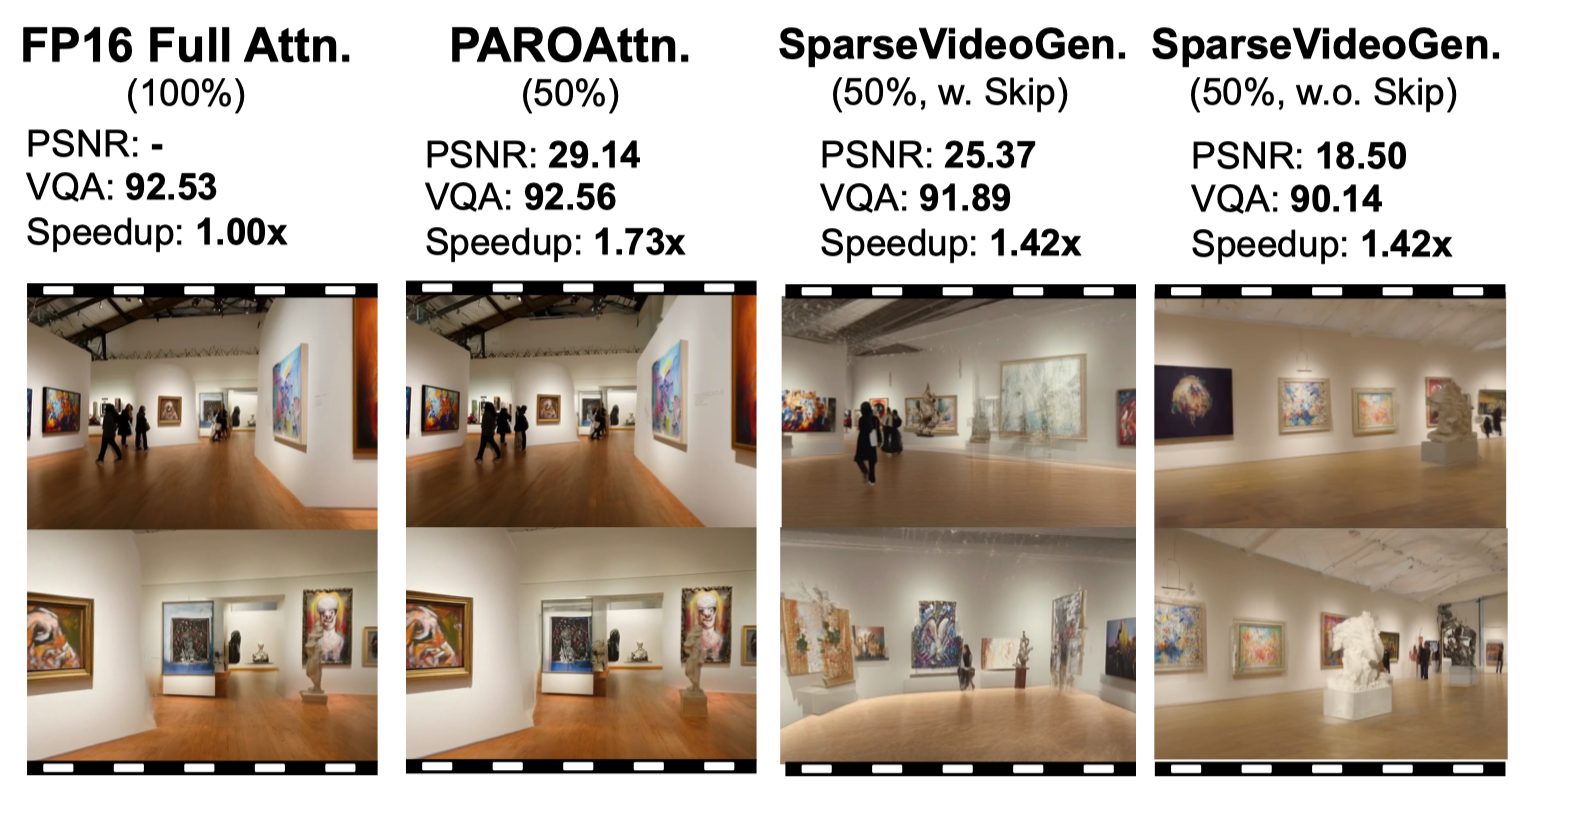 FP16 Full Attn.
(100%)
PSNR: -
VQA: 92.53
Speedup: 1.00x
PAROAttn.
(50%)
PSNR: 29.14
VQA: 92.56
Speedup: 1.73x
SparseVideoGen.
(50%, w. Skip)
PSNR: 25.37
VQA: 91.89
Speedup: 1.42x
SparseVideoGen.
(50%, w.o. Skip)
PSNR: 18.50
VQA: 90.14
Speedup: 1.42x